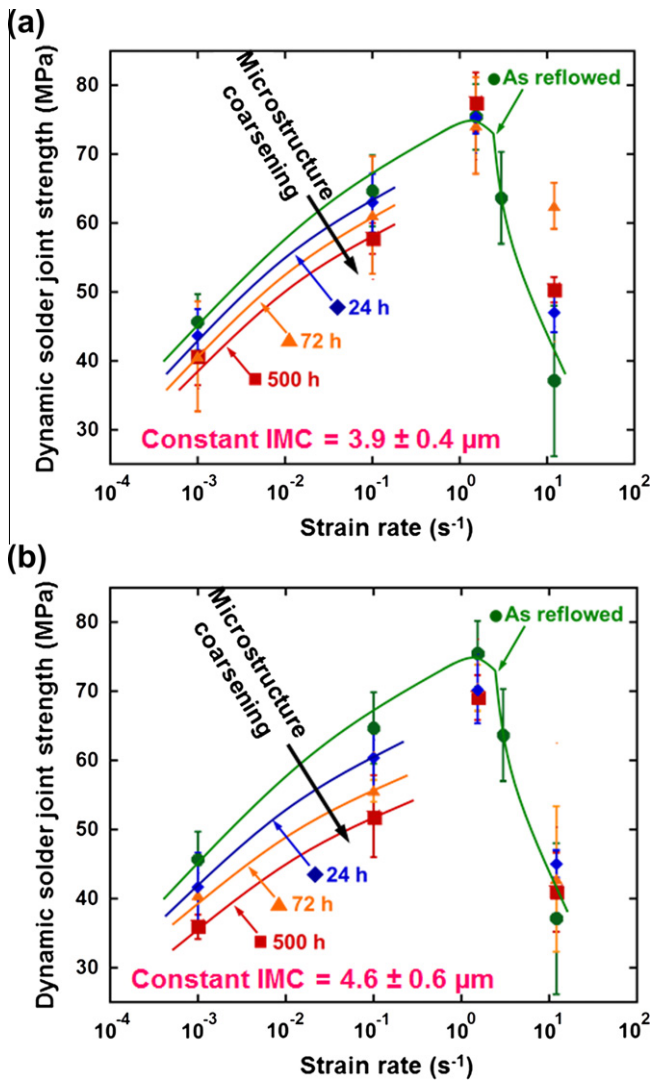 (a)
Dynamic solder joint strength (MPa)
80
70
60
50
40
30
Microstructure
coarsening
As reflowed
24 h
72 h
500 h
Constant IMC = 3.9 ± 0.4 µm
10⁻⁴ 10⁻³ 10⁻² 10⁻¹ 10⁰ 10¹ 10²
Strain rate (s⁻¹)
(b)
Dynamic solder joint strength (MPa)
80
70
60
50
40
30
Microstructure
coarsening
As reflowed
24 h
72 h
500 h
Constant IMC = 4.6 ± 0.6 µm
10⁻⁴ 10⁻³ 10⁻² 10⁻¹ 10⁰ 10¹ 10²
Strain rate (s⁻¹)